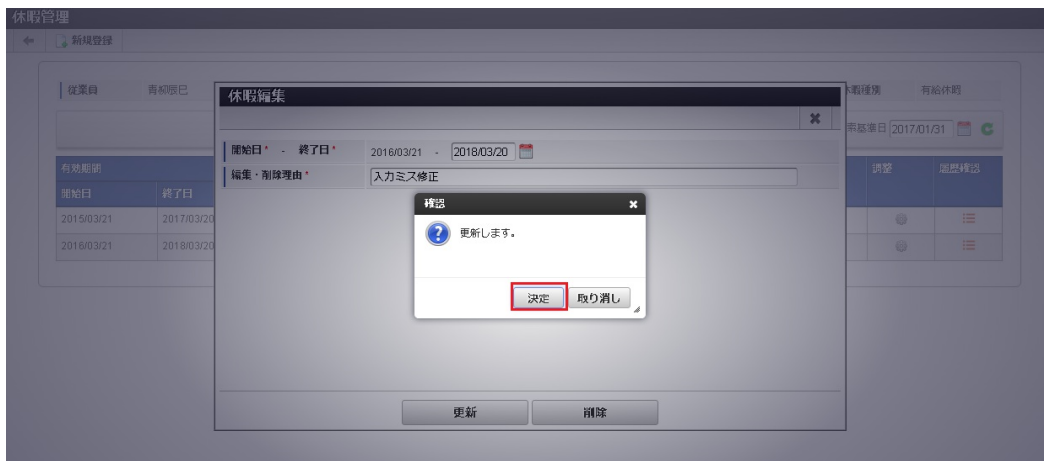 休暇管理
新規登録
従業員 青柳辰巳 休暇編集 休暇種別 有給休暇
基準日 2017/01/31
開始日* - 終了日* 2016/03/21 - 2018/03/20
有効期間 調整 履歴確認
編集・削除理由* 入力ミス修正
開始日 終了日
確認
2015/03/21 2017/03/20
更新します。
2016/03/21 2018/03/20
決定 取り消し
更新 削除